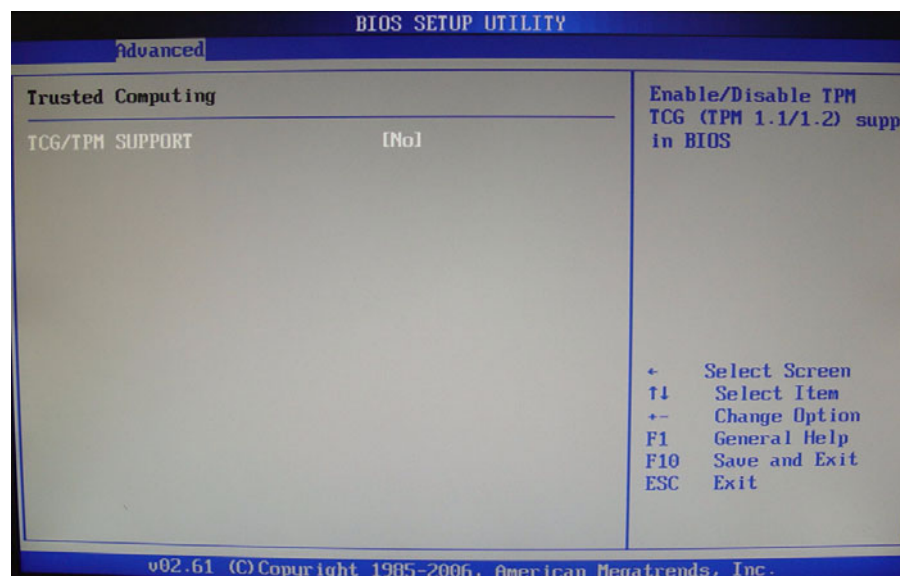 BIOS SETUP UTILITY
Advanced
Trusted Computing
TCG/TPM SUPPORT [No]
Enable/Disable TPM
TCG (TPM 1.1/1.2) supp
in BIOS
← Select Screen
↑↓ Select Item
+- Change Option
F1 General Help
F10 Save and Exit
ESC Exit
v02.61 (C)Copyright 1985-2006, American Megatrends, Inc.